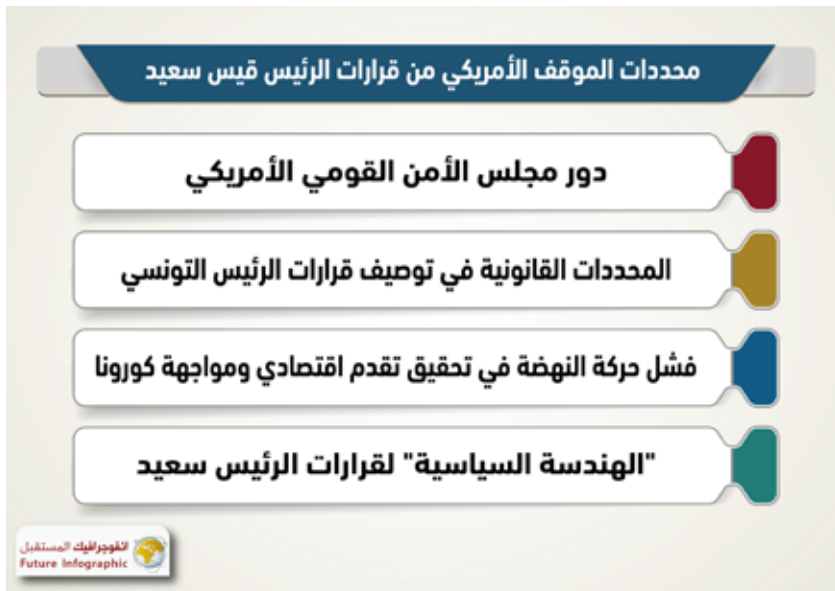 محددات الموقف الأمريكي من قرارات الرئيس قيس سعيد
دور مجلس الأمن القومي الأمريكي
المحددات القانونية في توصيف قرارات الرئيس التونسي
فشل حركة النهضة في تحقيق تقدم اقتصادي ومواجهة كورونا
"الهندسة السياسية" لقرارات الرئيس سعيد
انفوجرافيك المستقبل
Future Infographic